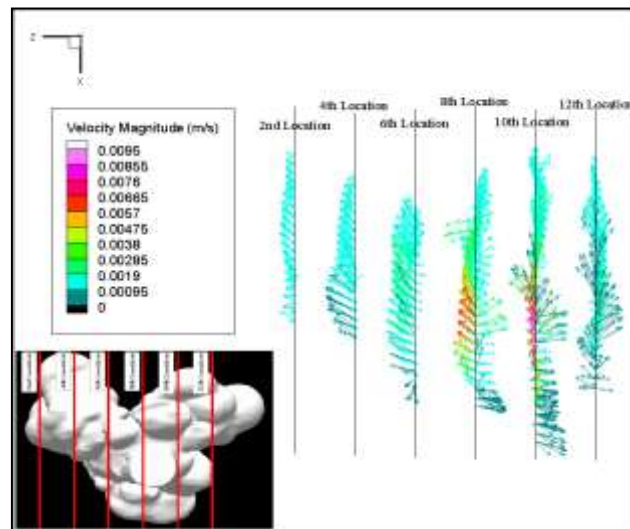 Z
X
4th Location
8th Location
12th Location
2nd Location
6th Location
10th Location
Velocity Magnitude (m/s)
0.0095
0.00855
0.0076
0.00665
0.0057
0.00475
0.0038
0.00285
0.0019
0.00095
0